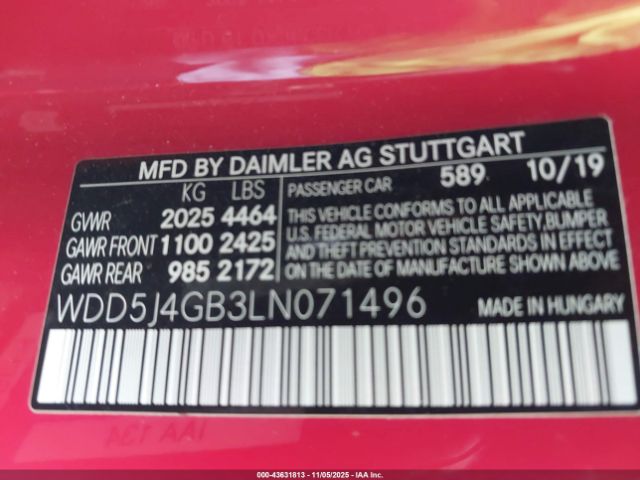 MFD BY DAIMLER AG STUTTGART
KG LBS
GVWR 2025 4464
GAWR FRONT 1100 2425
GAWR REAR 985 2172
PASSENGER CAR 589 10/19
THIS VEHICLE CONFORMS TO ALL APPLICABLE
U.S. FEDERAL MOTOR VEHICLE SAFETY, BUMPER
AND THEFT PREVENTION STANDARDS IN EFFECT
ON THE DATE OF MANUFACTURE SHOWN ABOVE.
WDD5J4GB3LN071496
MADE IN HUNGARY
000-43631813 - 11/05/2025 - IAA Inc.